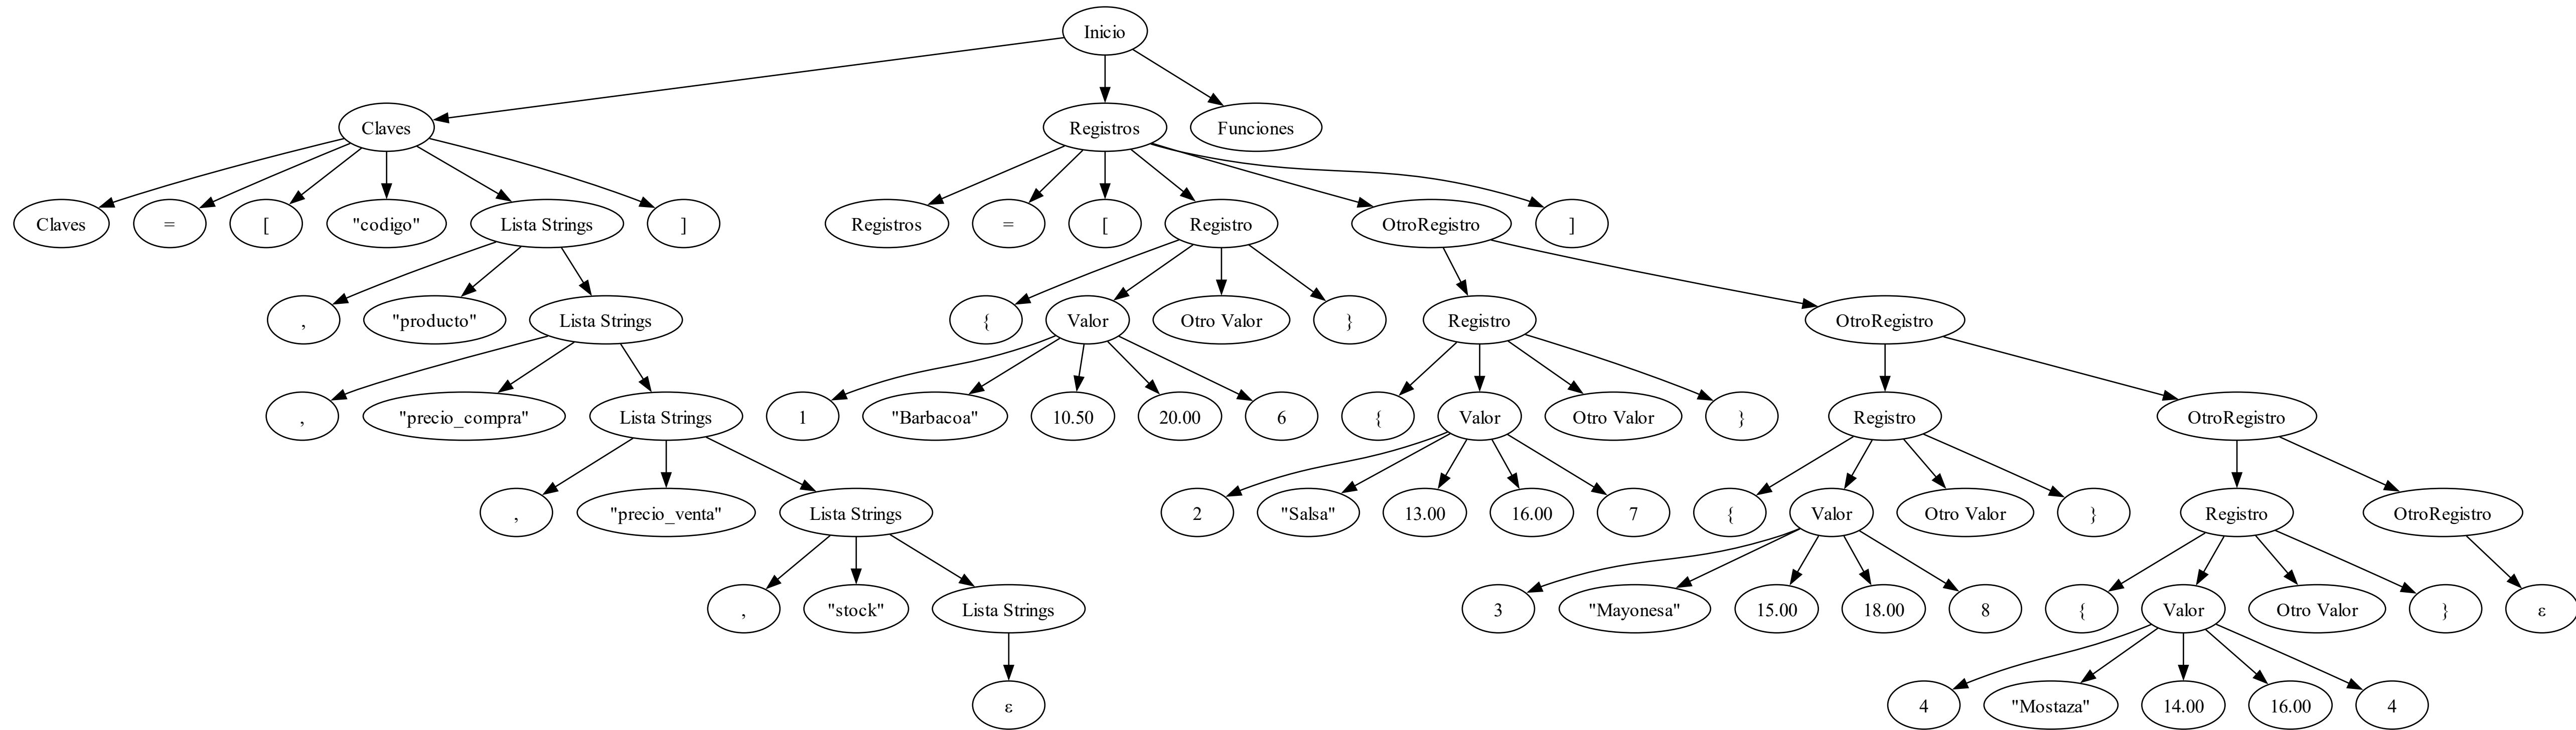 Inicio
Claves
Registros
Funciones
Claves
=
[
"codigo"
Lista Strings
]
Registros
=
[
Registro
OtroRegistro
]
,
"producto"
Lista Strings
{
Valor
Otro Valor
}
Registro
OtroRegistro
,
"precio_compra"
Lista Strings
1
"Barbacoa"
10.50
20.00
6
{
Valor
Otro Valor
}
Registro
OtroRegistro
,
"precio_venta"
Lista Strings
2
"Salsa"
13.00
16.00
7
{
Valor
Otro Valor
}
Registro
OtroRegistro
,
"stock"
Lista Strings
3
"Mayonesa"
15.00
18.00
8
{
Valor
Otro Valor
}
ε
ε
4
"Mostaza"
14.00
16.00
4